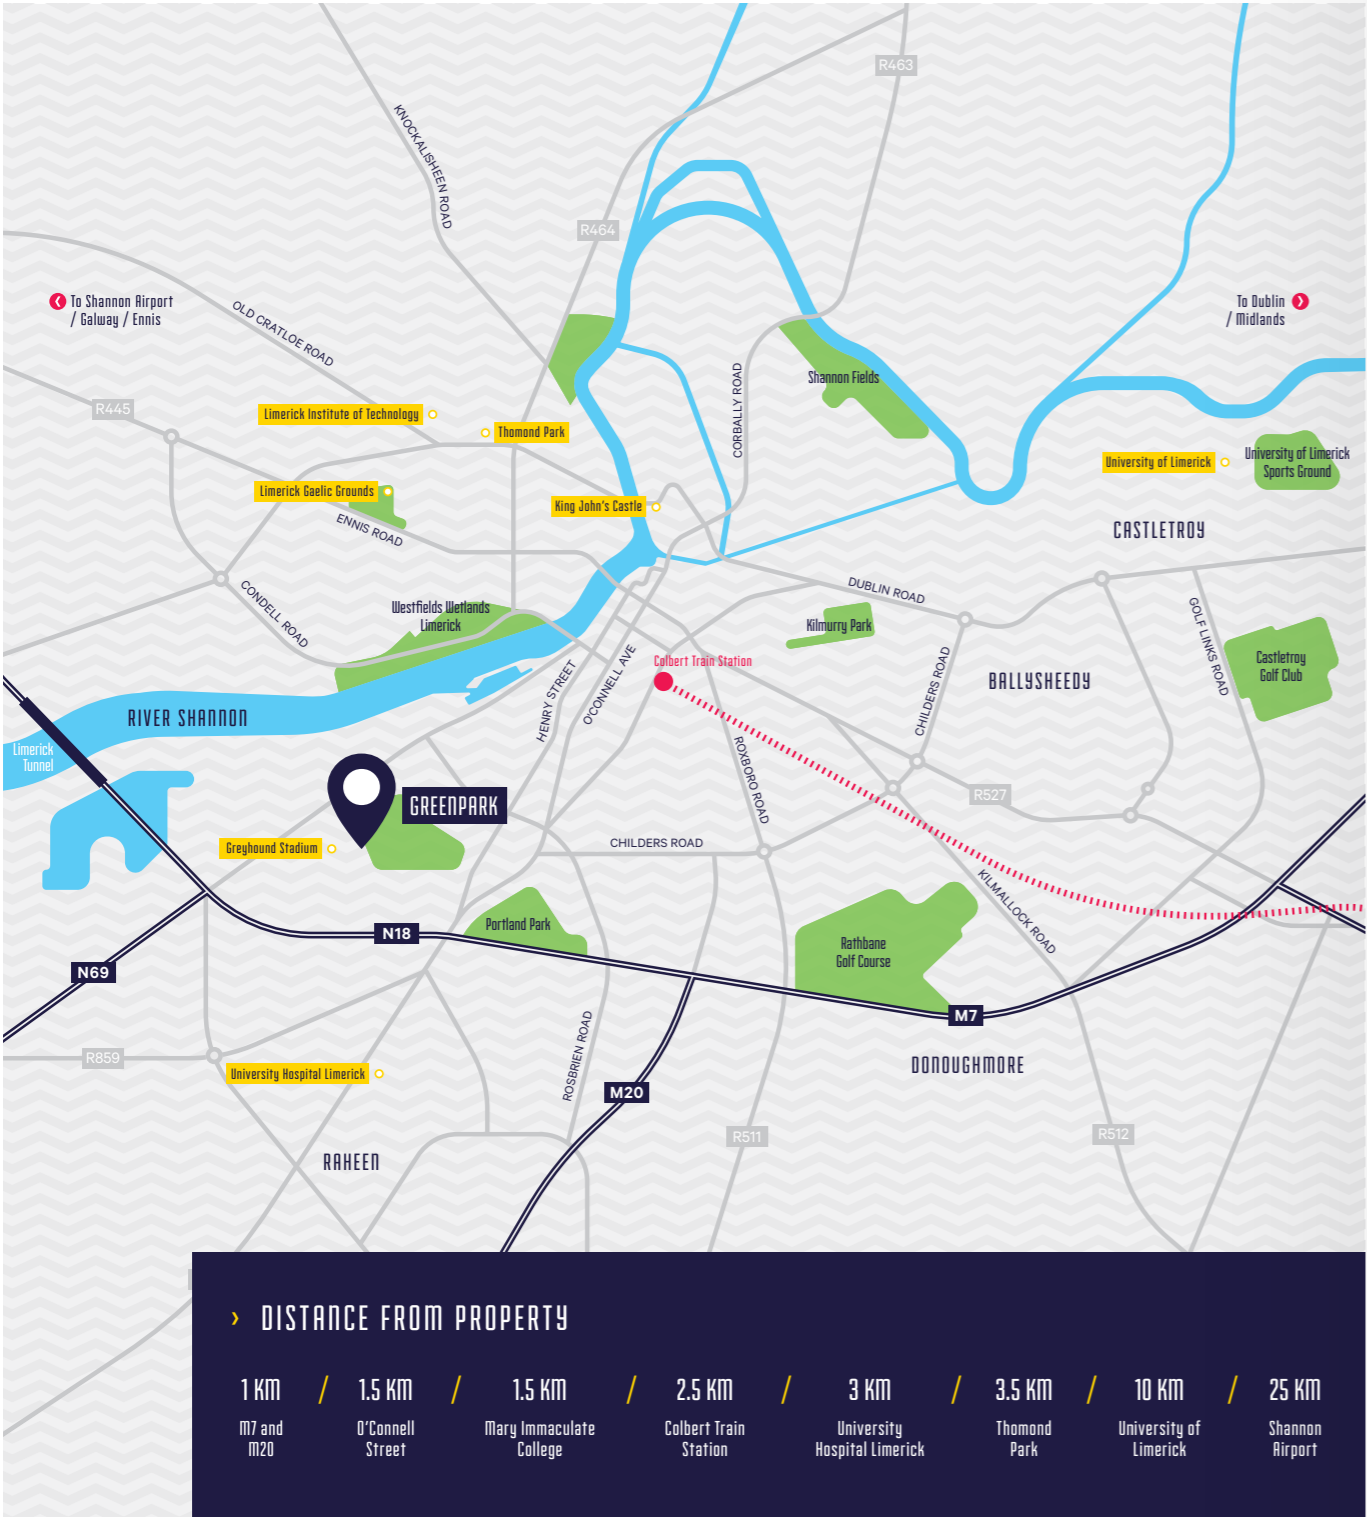 R463
KNOCKALISHEEN ROAD
R464
To Shannon Airport
/ Galway / Ennis
To Dublin
/ Midlands
OLD CRATLOE ROAD
CORBALLY ROAD
Shannon Fields
R445
Limerick Institute of Technology
Thomond Park
University of Limerick
University of Limerick
Sports Ground
Limerick Gaelic Grounds
King John's Castle
ENNIS ROAD
CASTLETROY
CONDELL ROAD
Westfields Wetlands
Limerick
DUBLIN ROAD
Kilmurry Park
GOLF LINKS ROAD
Castletroy
Golf Club
Colbert Train Station
HENRY STREET
O'CONNELL AVE
CHILDERS ROAD
BALLYSHEEDY
RIVER SHANNON
Limerick
Tunnel
ROXBORO ROAD
R527
GREENPARK
Greyhound Stadium
CHILDERS ROAD
KILMALLOCK ROAD
Portland Park
N18
Rathbane
Golf Course
N69
M7
R859
University Hospital Limerick
ROSBRIEN ROAD
DONOUGHMORE
M20
R511
R512
RAHEEN
› DISTANCE FROM PROPERTY
1 KM / 1.5 KM / 1.5 KM / 2.5 KM / 3 KM / 3.5 KM / 10 KM / 25 KM
M7 and O'Connell Mary Immaculate Colbert Train University Thomond University of Shannon
M20 Street College Station Hospital Limerick Park Limerick Airport